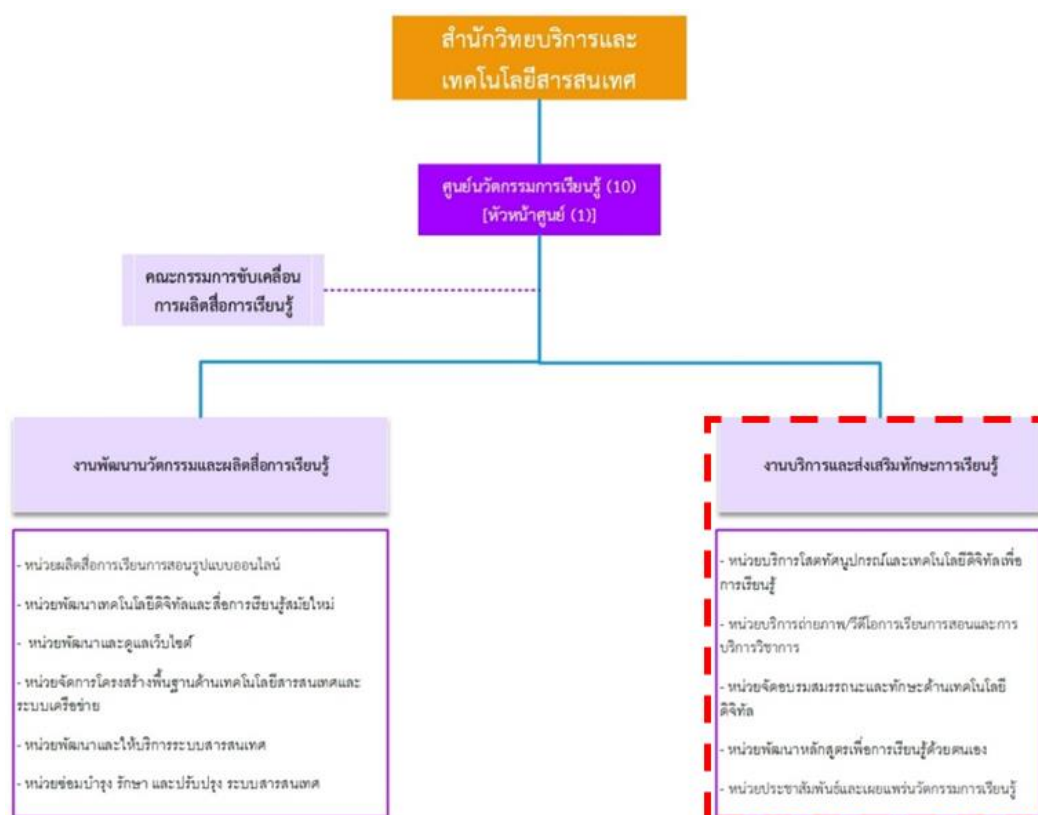 สำนักวิทยบริการและ
เทคโนโลยีสารสนเทศ
ศูนย์นวัตกรรมการเรียนรู้ (10)
[หัวหน้าศูนย์ (1)]
คณะกรรมการขับเคลื่อน
การผลิตสื่อการเรียนรู้
งานพัฒนานวัตกรรมและผลิตสื่อการเรียนรู้
- หน่วยผลิตสื่อการเรียนการสอนรูปแบบออนไลน์
- หน่วยพัฒนาเทคโนโลยีดิจิทัลและสื่อการเรียนรู้สมัยใหม่
- หน่วยพัฒนาและดูแลเว็บไซต์
- หน่วยจัดการโครงสร้างพื้นฐานด้านเทคโนโลยีสารสนเทศและ
ระบบเครือข่าย
- หน่วยพัฒนาและให้บริการระบบสารสนเทศ
- หน่วยซ่อมบำรุง รักษา และปรับปรุง ระบบสารสนเทศ
งานบริการและส่งเสริมทักษะการเรียนรู้
- หน่วยบริการโสตทัศนูปกรณ์และเทคโนโลยีดิจิทัลเพื่อ
การเรียนรู้
- หน่วยบริการถ่ายภาพ/วีดีโอการเรียนการสอนและการ
บริการวิชาการ
- หน่วยจัดอบรมสมรรถนะและทักษะด้านเทคโนโลยี
ดิจิทัล
- หน่วยพัฒนาหลักสูตรเพื่อการเรียนรู้ด้วยตนเอง
- หน่วยประชาสัมพันธ์และเผยแพร่นวัตกรรมการเรียนรู้